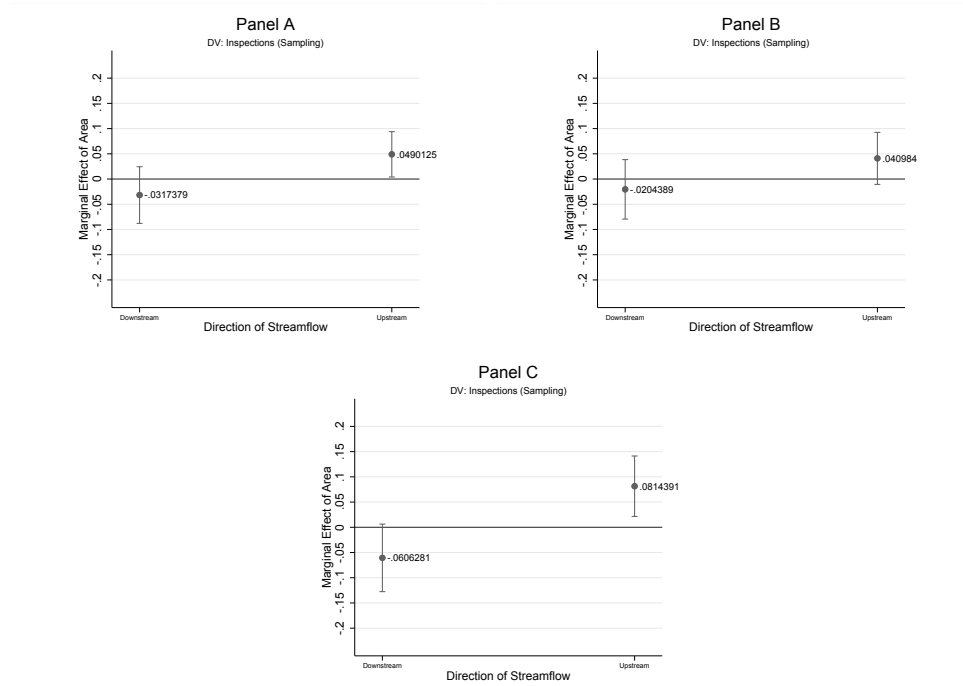 Panel A
DV: Inspections (Sampling)
Marginal Effect of Area
.2
.15
.1
.05
0
-.05
-.1
-.15
-.2
-.0317379
.0490125
Downstream
Upstream
Direction of Streamflow
Panel B
DV: Inspections (Sampling)
Marginal Effect of Area
.2
.15
.1
.05
0
-.05
-.1
-.15
-.2
-.0204389
.040984
Downstream
Upstream
Direction of Streamflow
Panel C
DV: Inspections (Sampling)
Marginal Effect of Area
.2
.15
.1
.05
0
-.05
-.1
-.15
-.2
-.0606281
.0814391
Downstream
Upstream
Direction of Streamflow